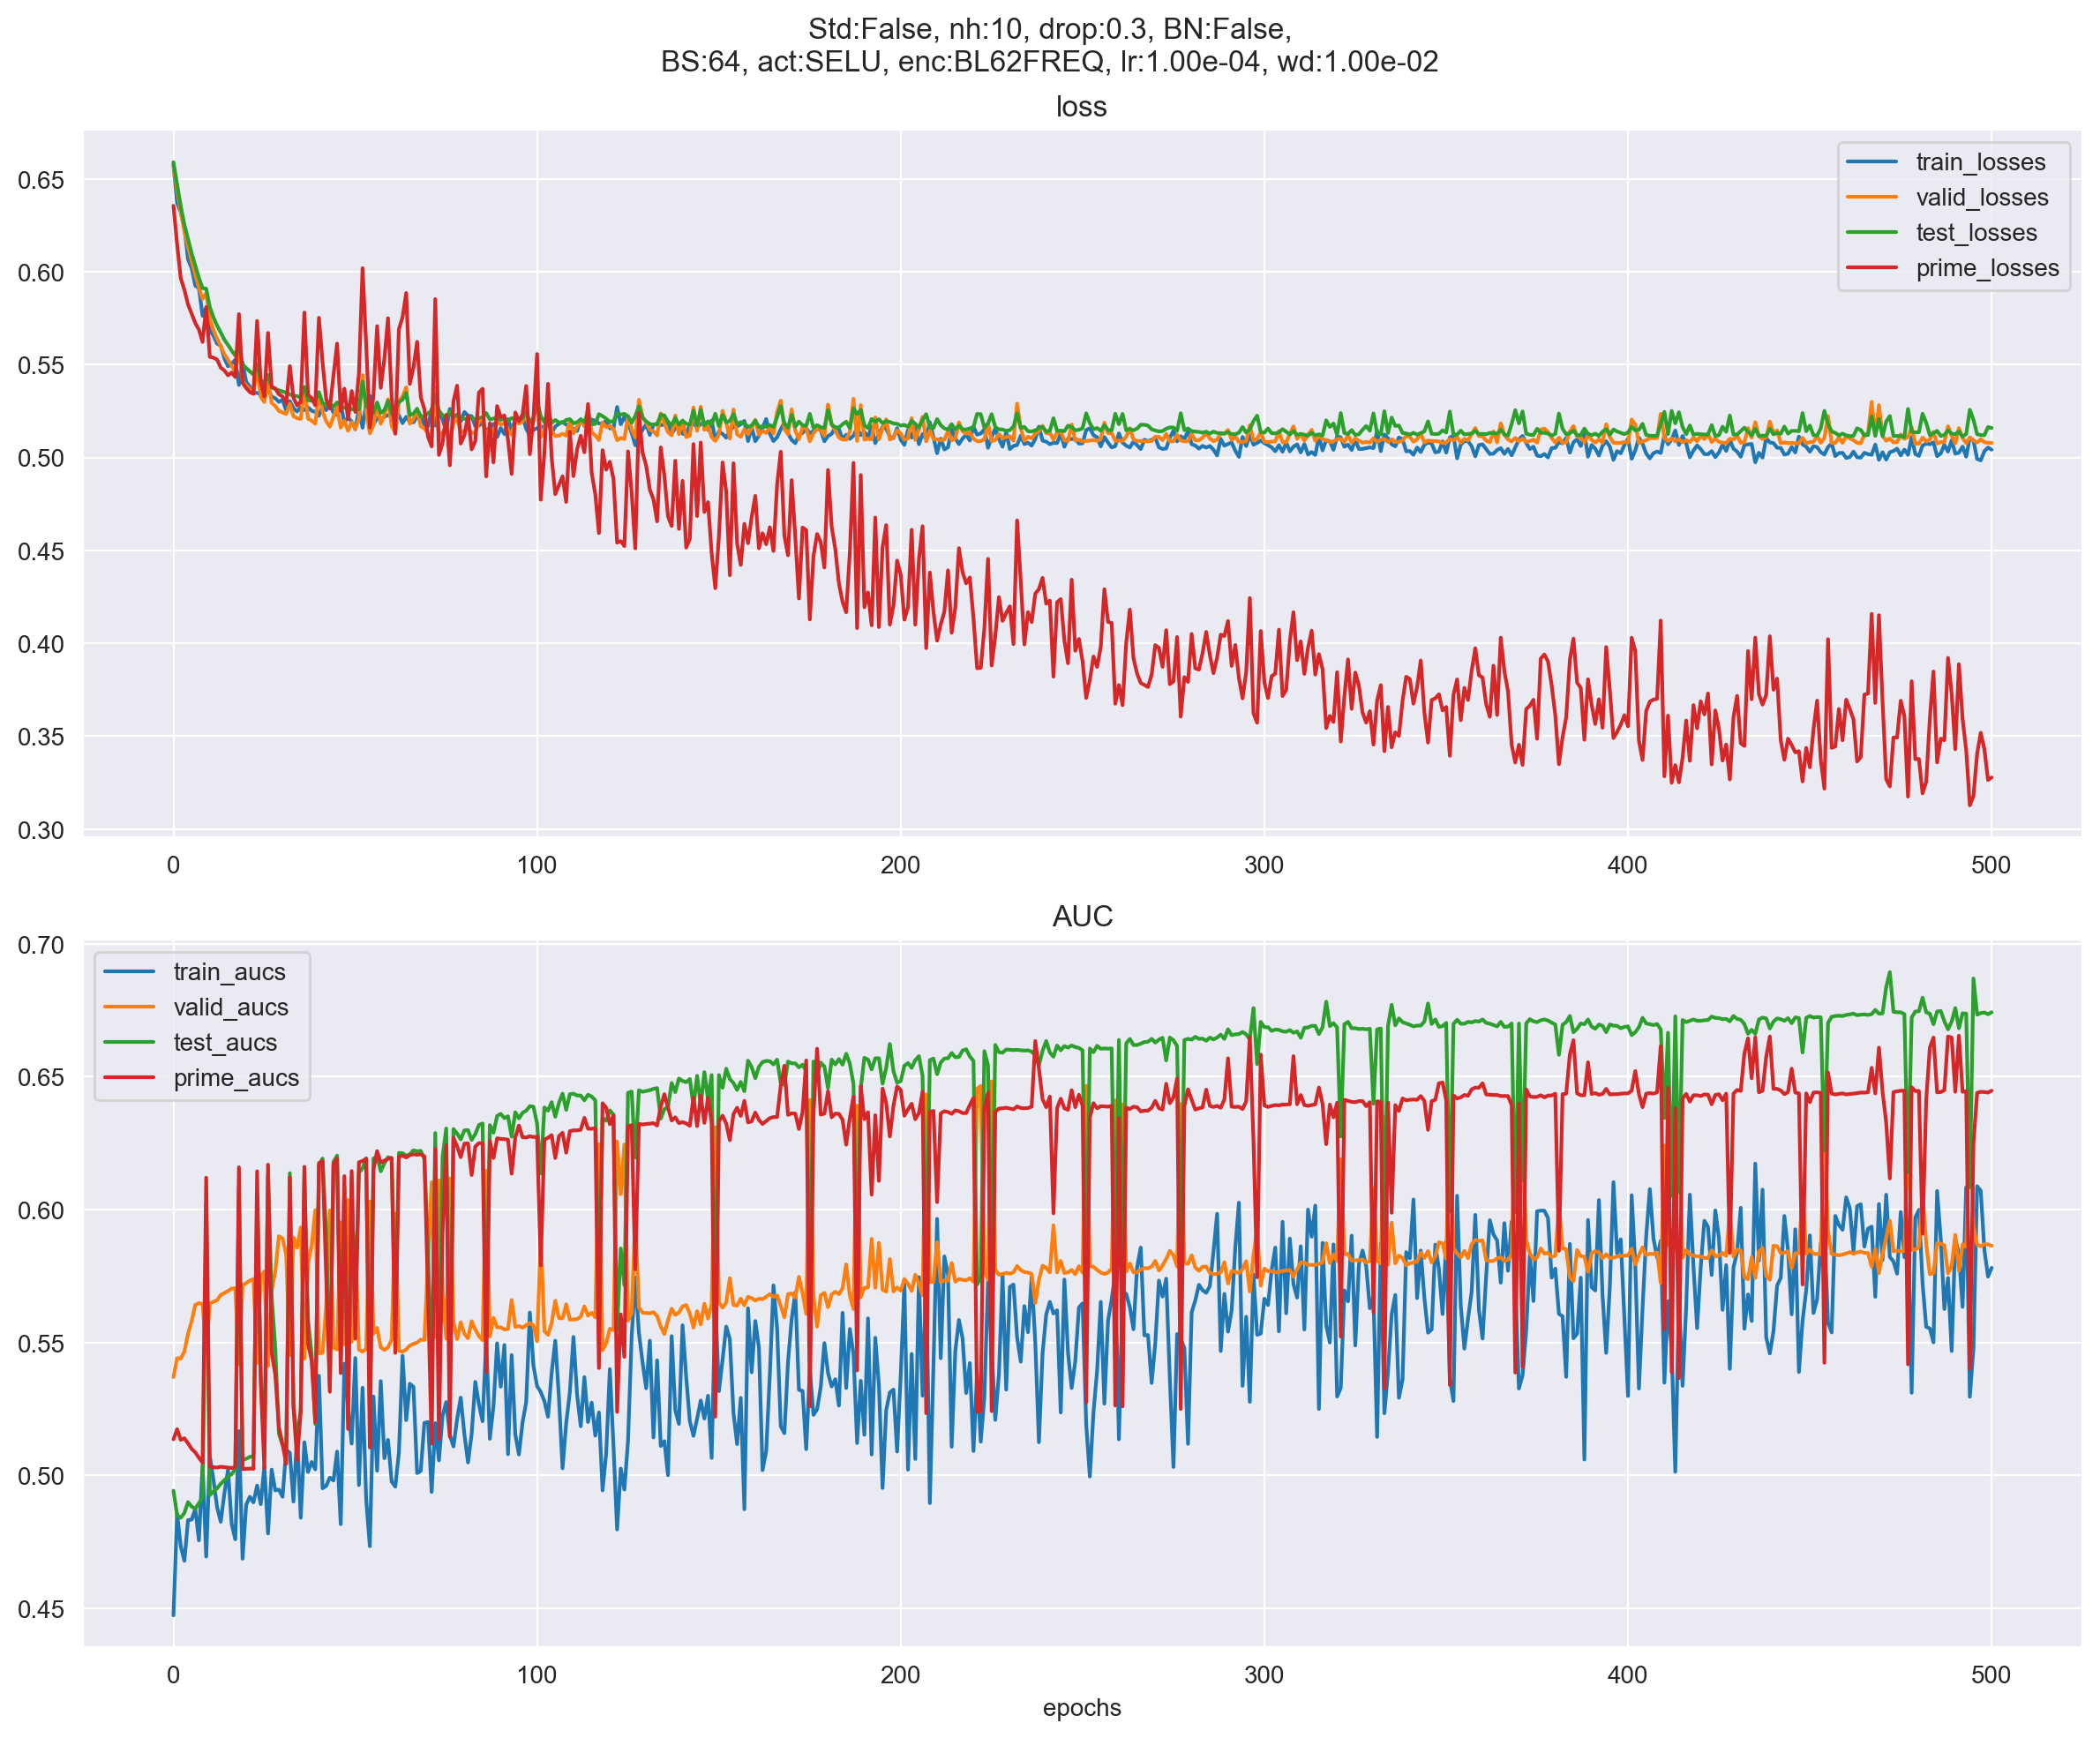 Std:False, nh:10, drop:0.3, BN:False,
BS:64, act:SELU, enc:BL62FREQ, lr:1.00e-04, wd:1.00e-02
loss
0.65
0.60
0.55
0.50
0.45
0.40
0.35
0.30
train_losses
valid_losses
test_losses
prime_losses
0
100
200
300
400
500
AUC
0.70
0.65
0.60
0.55
0.50
0.45
train_aucs
valid_aucs
test_aucs
prime_aucs
0
100
200
300
400
500
epochs